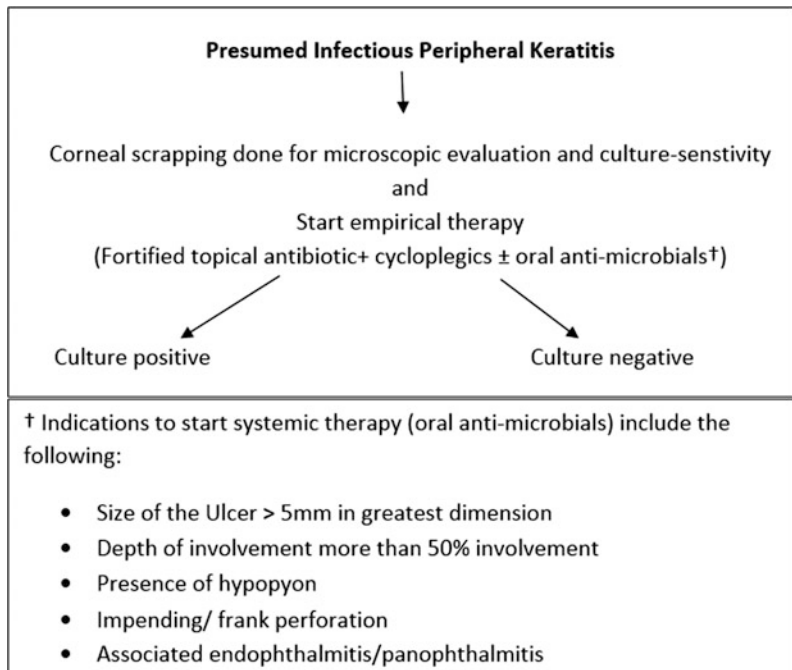 Presumed Infectious Peripheral Keratitis
Corneal scrapping done for microscopic evaluation and culture-senstivity
and
Start empirical therapy
(Fortified topical antibiotic+ cycloplegics ± oral anti-microbials†)
Culture positive
Culture negative
† Indications to start systemic therapy (oral anti-microbials) include the
following:
• Size of the Ulcer > 5mm in greatest dimension
• Depth of involvement more than 50% involvement
• Presence of hypopyon
• Impending/ frank perforation
• Associated endophthalmitis/panophthalmitis